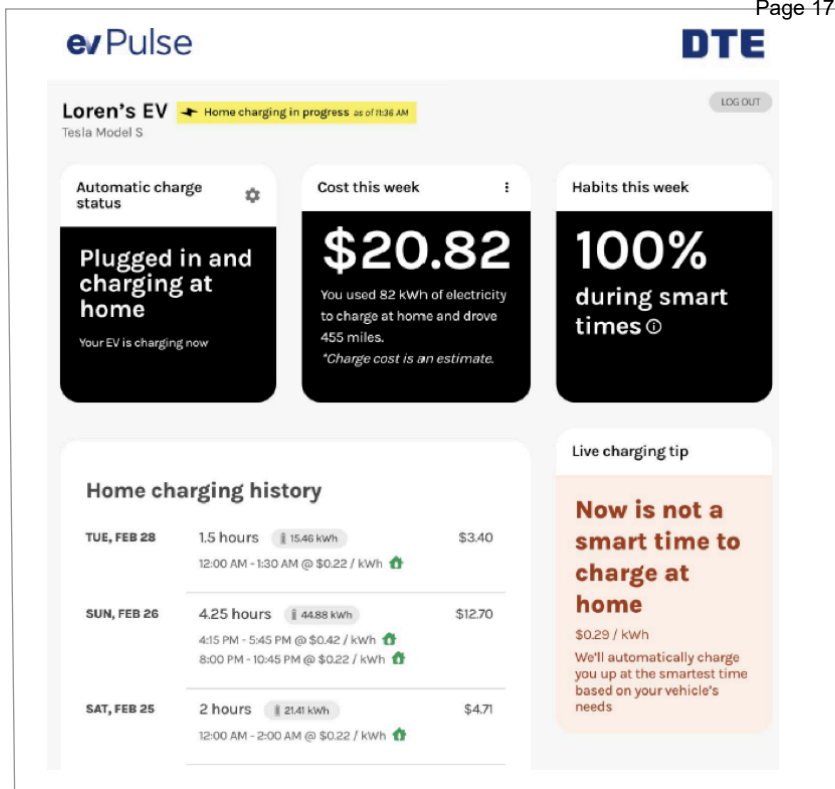 Page 17
evPulse
DTE
Loren's EV Home charging in progress as of 11:36 AM
LOG OUT
Tesla Model S
Automatic charge
status
Plugged in and
charging at
home
Your EV is charging now
Cost this week
$20.82
You used 82 kWh of electricity
to charge at home and drove
455 miles.
*Charge cost is an estimate.
Habits this week
100%
during smart
times
Home charging history
TUE, FEB 28 1.5 hours 15.46 kWh $3.40
12:00 AM - 1:30 AM @ $0.22 / kWh
SUN, FEB 26 4.25 hours 44.88 kWh $12.70
4:15 PM - 5:45 PM @ $0.42 / kWh
8:00 PM - 10:45 PM @ $0.22 / kWh
SAT, FEB 25 2 hours 21.41 kWh $4.71
12:00 AM - 2:00 AM @ $0.22 / kWh
Live charging tip
Now is not a
smart time to
charge at
home
$0.29 / kWh
We'll automatically charge
you up at the smartest time
based on your vehicle's
needs